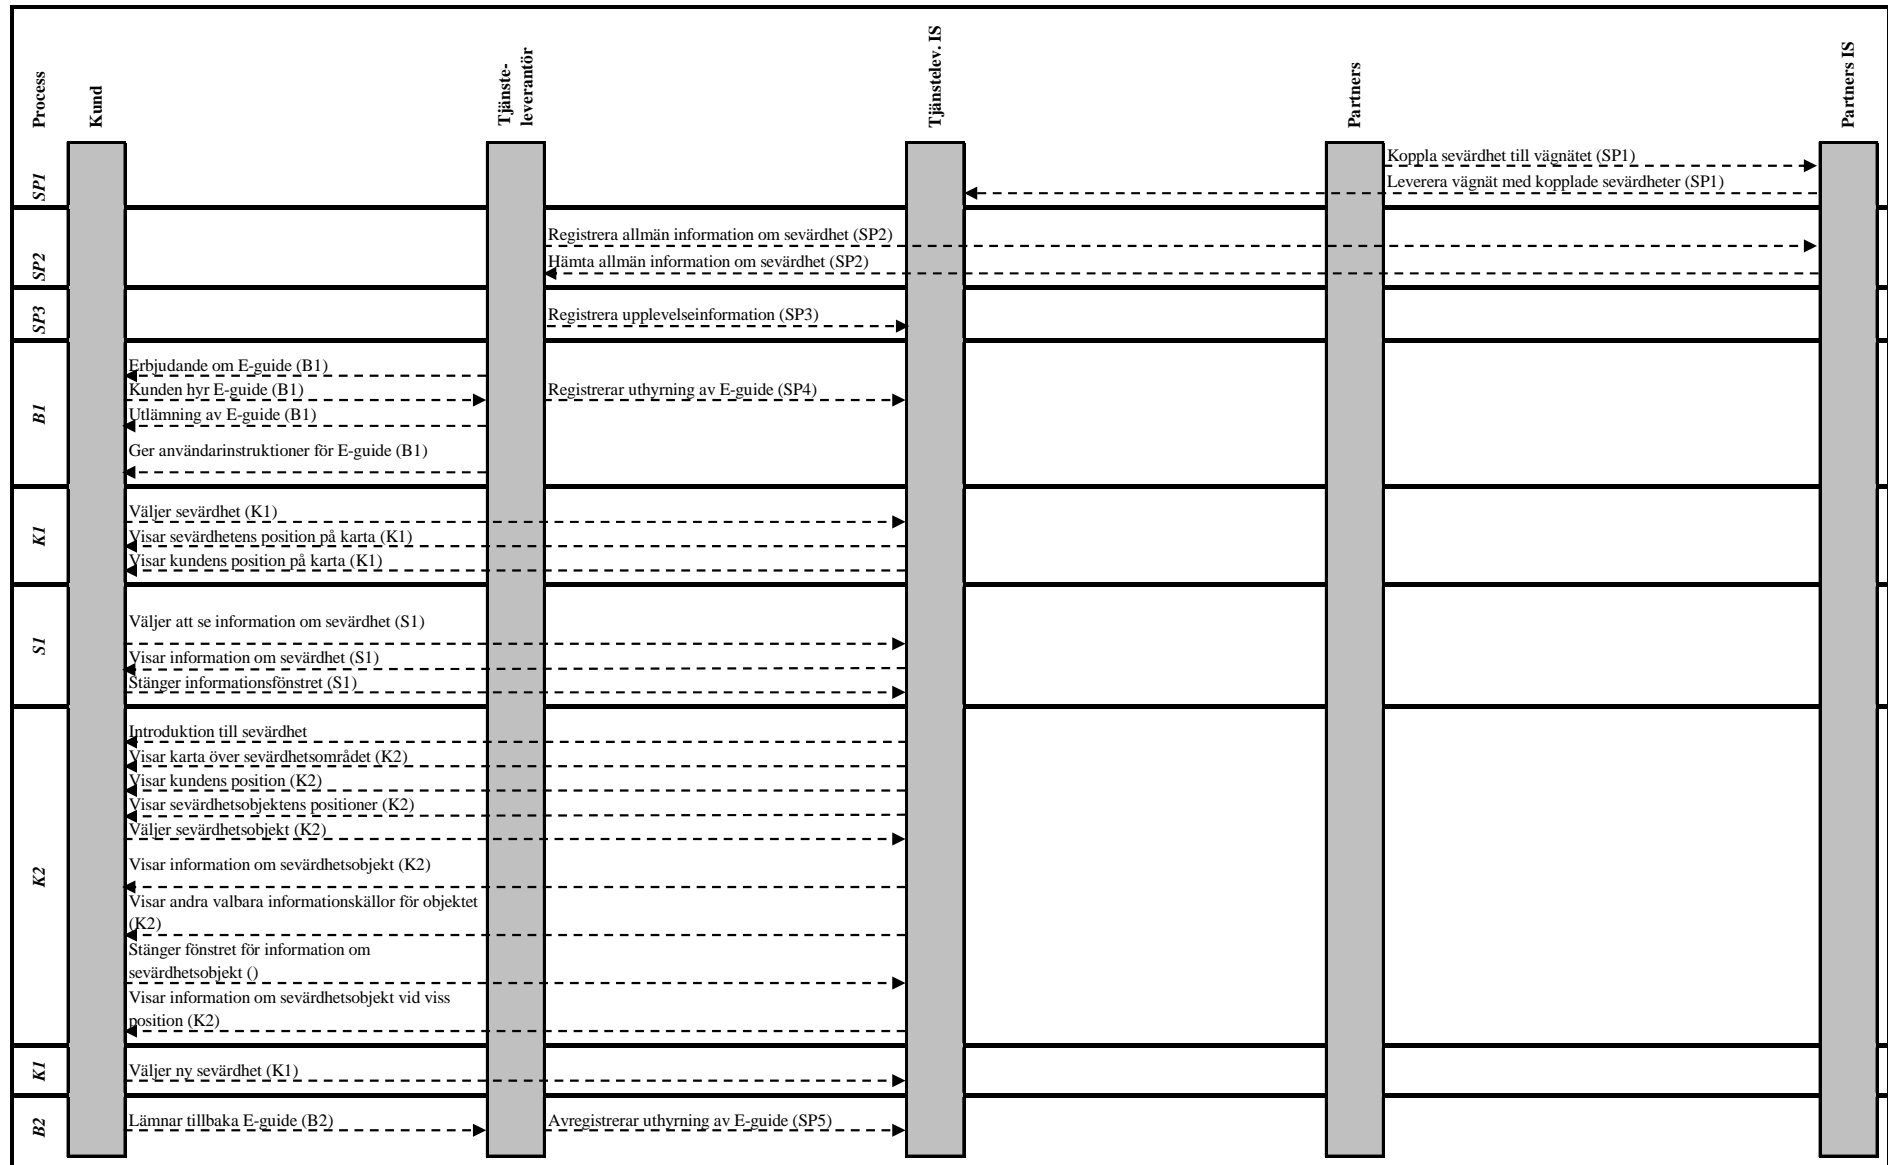 Process
Kund
Tjänste-
leverantör
Tjänstelev. IS
Partners
Partners IS
SP1
Koppla sevärdhet till vägnätet (SP1)
Leverera vägnät med kopplade sevärdheter (SP1)
SP2
Registrera allmän information om sevärdhet (SP2)
Hämta allmän information om sevärdhet (SP2)
SP3
Registrera upplevelseinformation (SP3)
B1
Erbjudande om E-guide (B1)
Kunden hyr E-guide (B1)
Registrerar uthyrning av E-guide (SP4)
Utlämning av E-guide (B1)
Ger användarinstruktioner för E-guide (B1)
K1
Väljer sevärdhet (K1)
Visar sevärdhetens position på karta (K1)
Visar kundens position på karta (K1)
S1
Väljer att se information om sevärdhet (S1)
Visar information om sevärdhet (S1)
Stänger informationsfönstret (S1)
K2
Introduktion till sevärdhet
Visar karta över sevärdhetsområdet (K2)
Visar kundens position (K2)
Visar sevärdhetsobjektens positioner (K2)
Väljer sevärdhetsobjekt (K2)
Visar information om sevärdhetsobjekt (K2)
Visar andra valbara informationskällor för objektet
(K2)
Stänger fönstret för information om
sevärdhetsobjekt ()
Visar information om sevärdhetsobjekt vid viss
position (K2)
K1
Väljer ny sevärdhet (K1)
B2
Lämnar tillbaka E-guide (B2)
Avregistrerar uthyrning av E-guide (SP5)